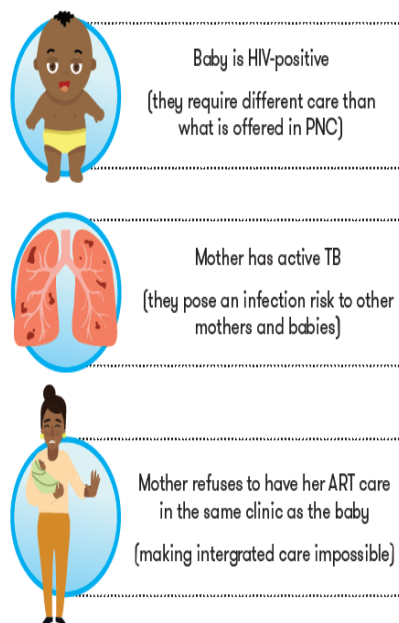 Baby is HIV-positive
(they require different care than
what is offered in PNC)
Mother has active TB
(they pose an infection risk to other
mothers and babies)
Mother refuses to have her ART care
in the same clinic as the baby
(making intergrated care impossible)